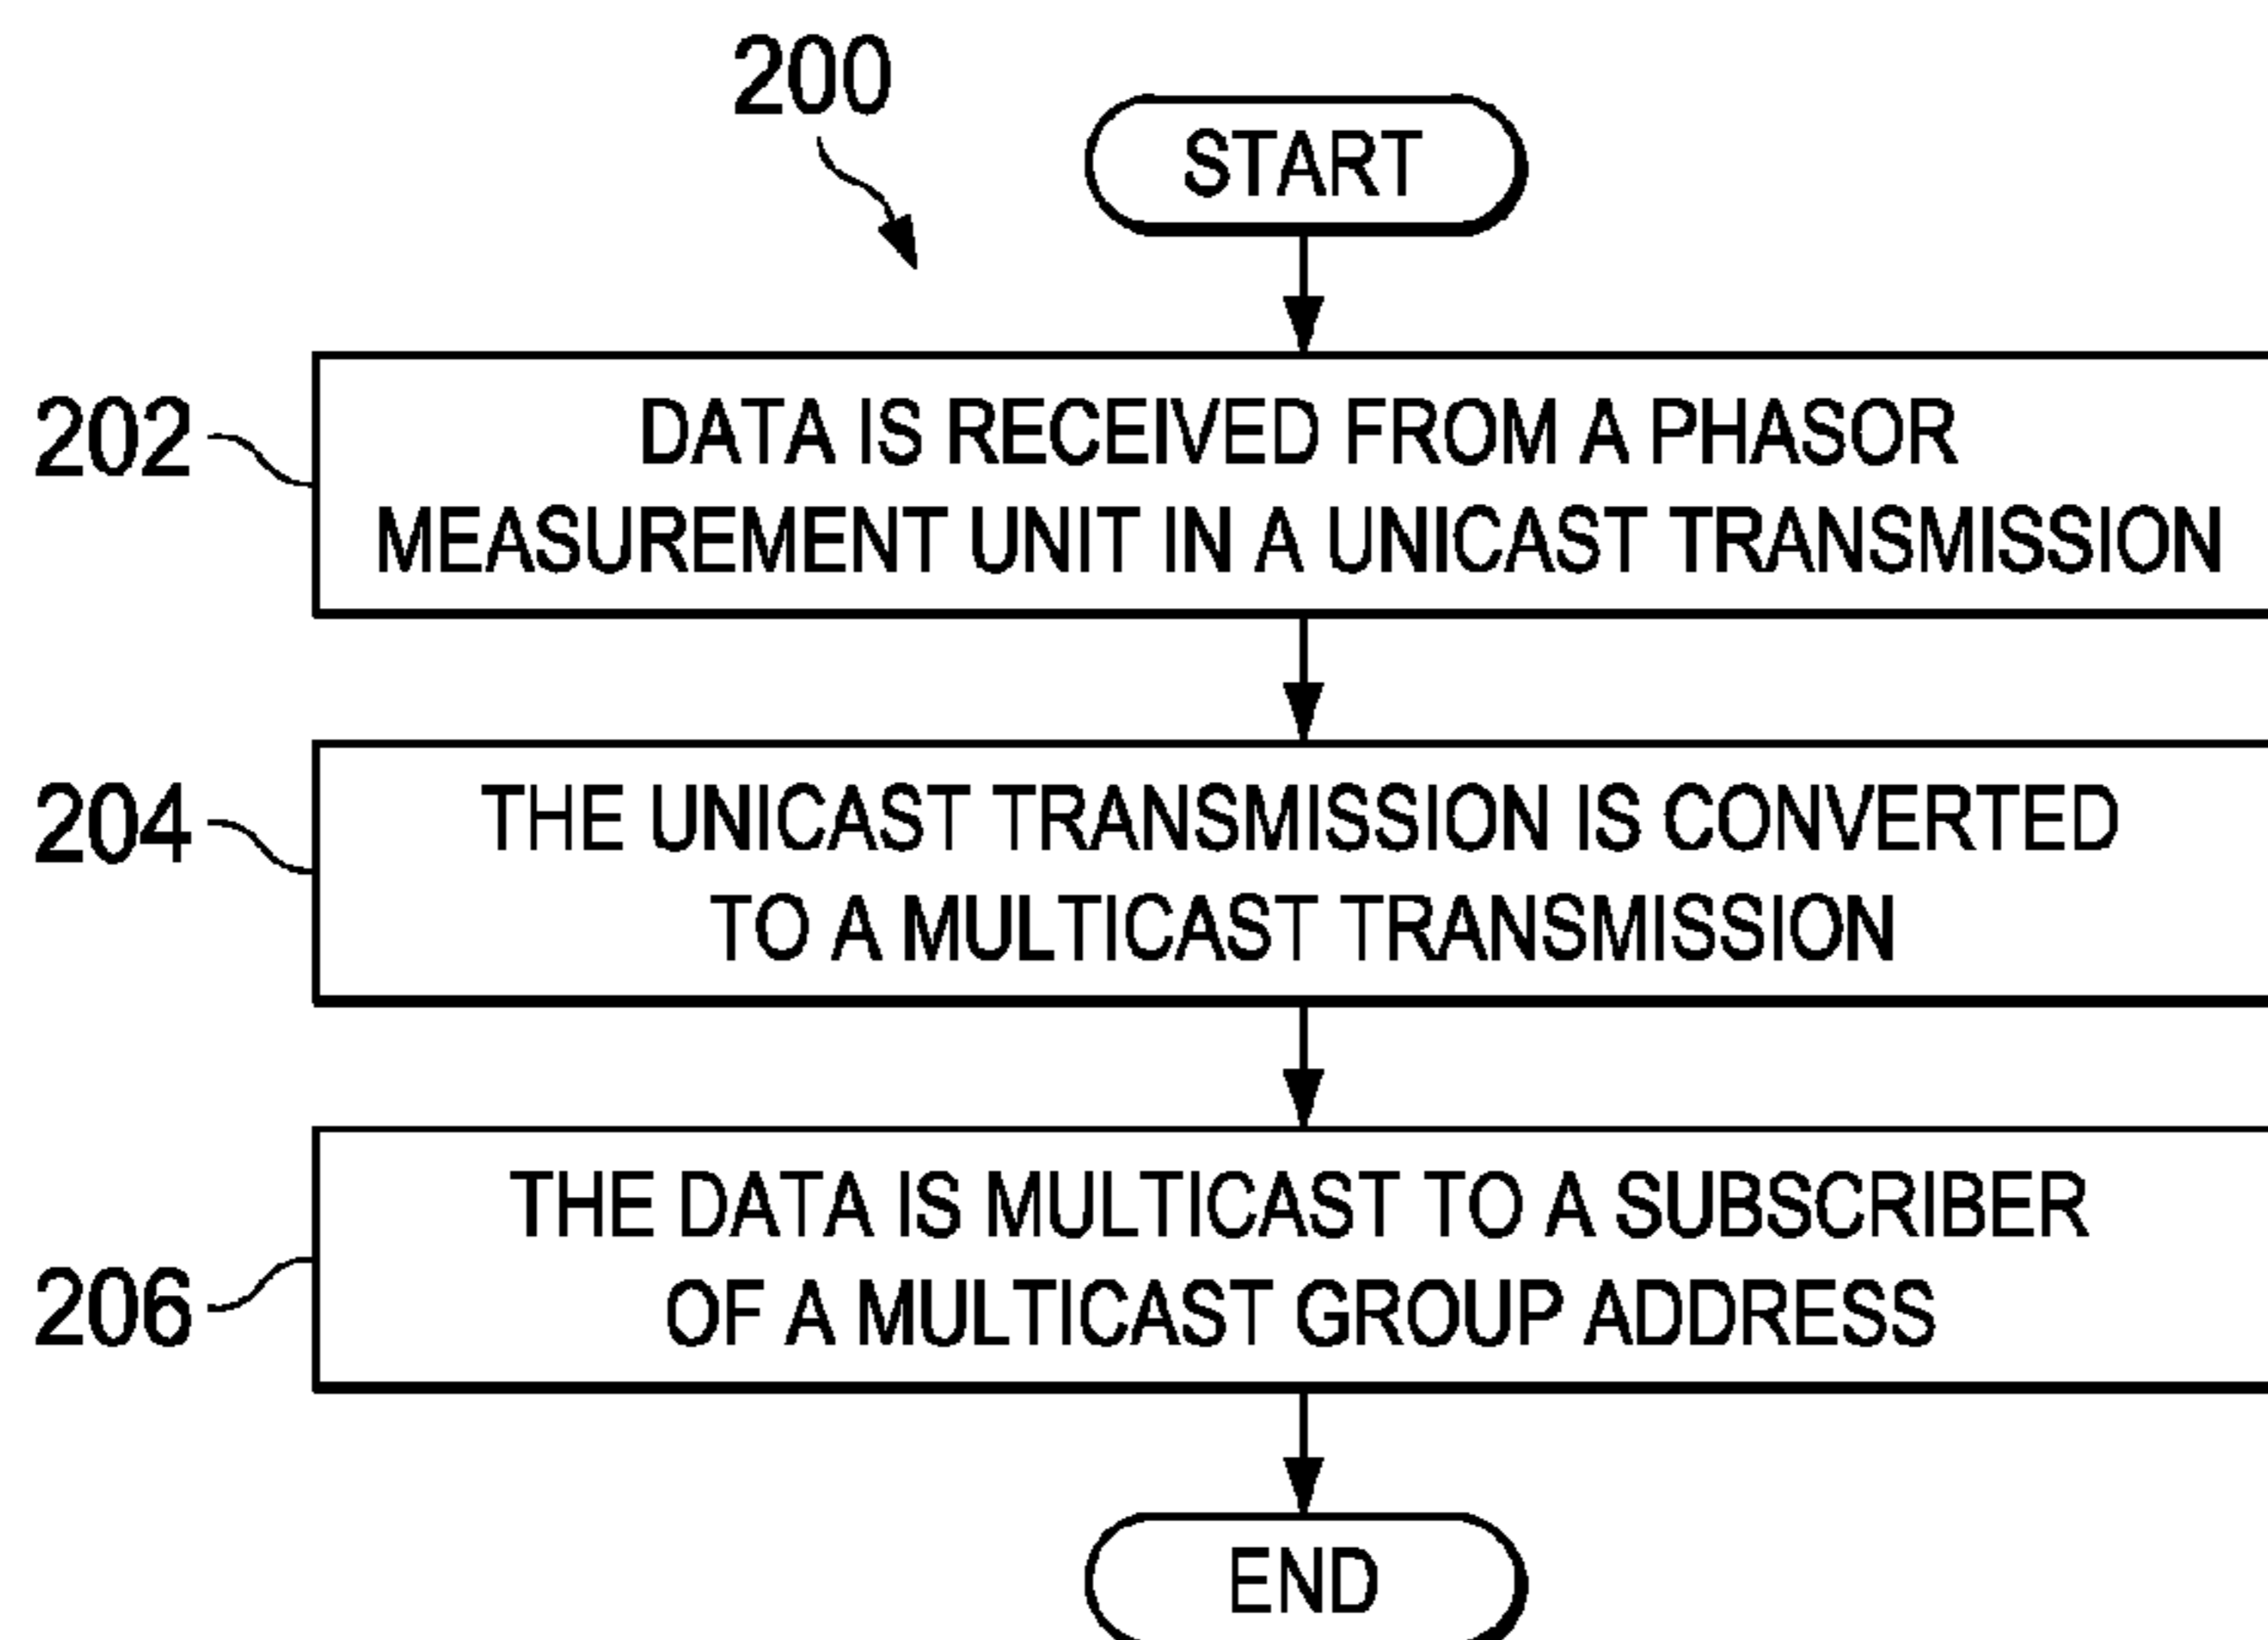 200
START
202
DATA IS RECEIVED FROM A PHASOR
MEASUREMENT UNIT IN A UNICAST TRANSMISSION
204
THE UNICAST TRANSMISSION IS CONVERTED
TO A MULTICAST TRANSMISSION
THE DATA IS MULTICAST TO A SUBSCRIBER
206
OF A MULTICAST GROUP ADDRESS
END